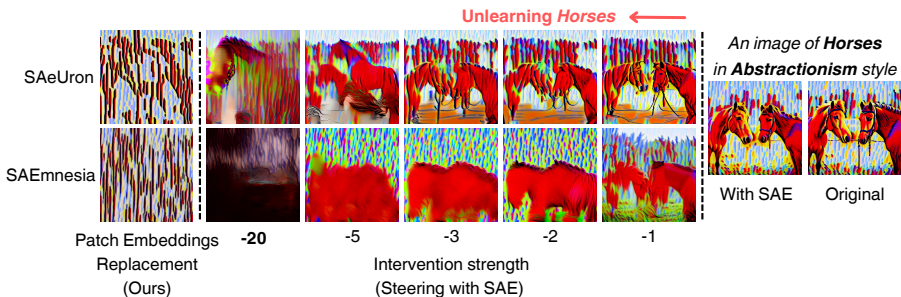 Unlearning Horses
An image of Horses
in Abstractionism style
SAeUron
SAEmnesia
With SAE
Original
Patch Embeddings
Replacement
(Ours)
-20
-5
-3
-2
-1
Intervention strength
(Steering with SAE)